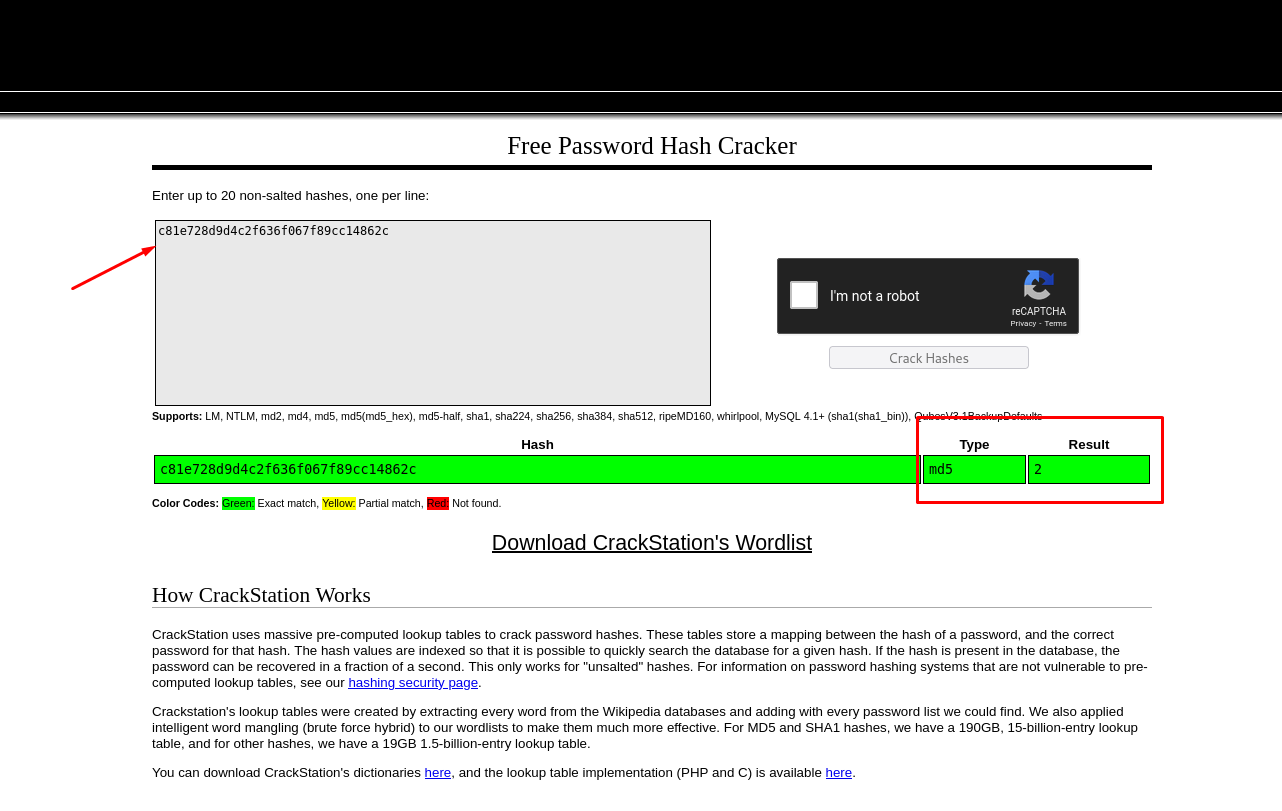 Free Password Hash Cracker
Enter up to 20 non-salted hashes, one per line:
c81e728d9d4c2f636f067f89cc14862c
I'm not a robot
reCAPTCHA
Privacy - Terms
Crack Hashes
Supports: LM, NTLM, md2, md4, md5, md5(md5_hex), md5-half, sha1, sha224, sha256, sha384, sha512, ripeMD160, whirlpool, MySQL 4.1+ (sha1(sha1_bin)), QubesV3.1BackupDefaults
Hash Type Result
c81e728d9d4c2f636f067f89cc14862c md5 2
Color Codes: Green: Exact match, Yellow: Partial match, Red: Not found.
Download CrackStation's Wordlist
How CrackStation Works
CrackStation uses massive pre-computed lookup tables to crack password hashes. These tables store a mapping between the hash of a password, and the correct
password for that hash. The hash values are indexed so that it is possible to quickly search the database for a given hash. If the hash is present in the database, the
password can be recovered in a fraction of a second. This only works for "unsalted" hashes. For information on password hashing systems that are not vulnerable to pre-
computed lookup tables, see our hashing security page.
Crackstation's lookup tables were created by extracting every word from the Wikipedia databases and adding with every password list we could find. We also applied
intelligent word mangling (brute force hybrid) to our wordlists to make them much more effective. For MD5 and SHA1 hashes, we have a 190GB, 15-billion-entry lookup
table, and for other hashes, we have a 19GB 1.5-billion-entry lookup table.
You can download CrackStation's dictionaries here, and the lookup table implementation (PHP and C) is available here.